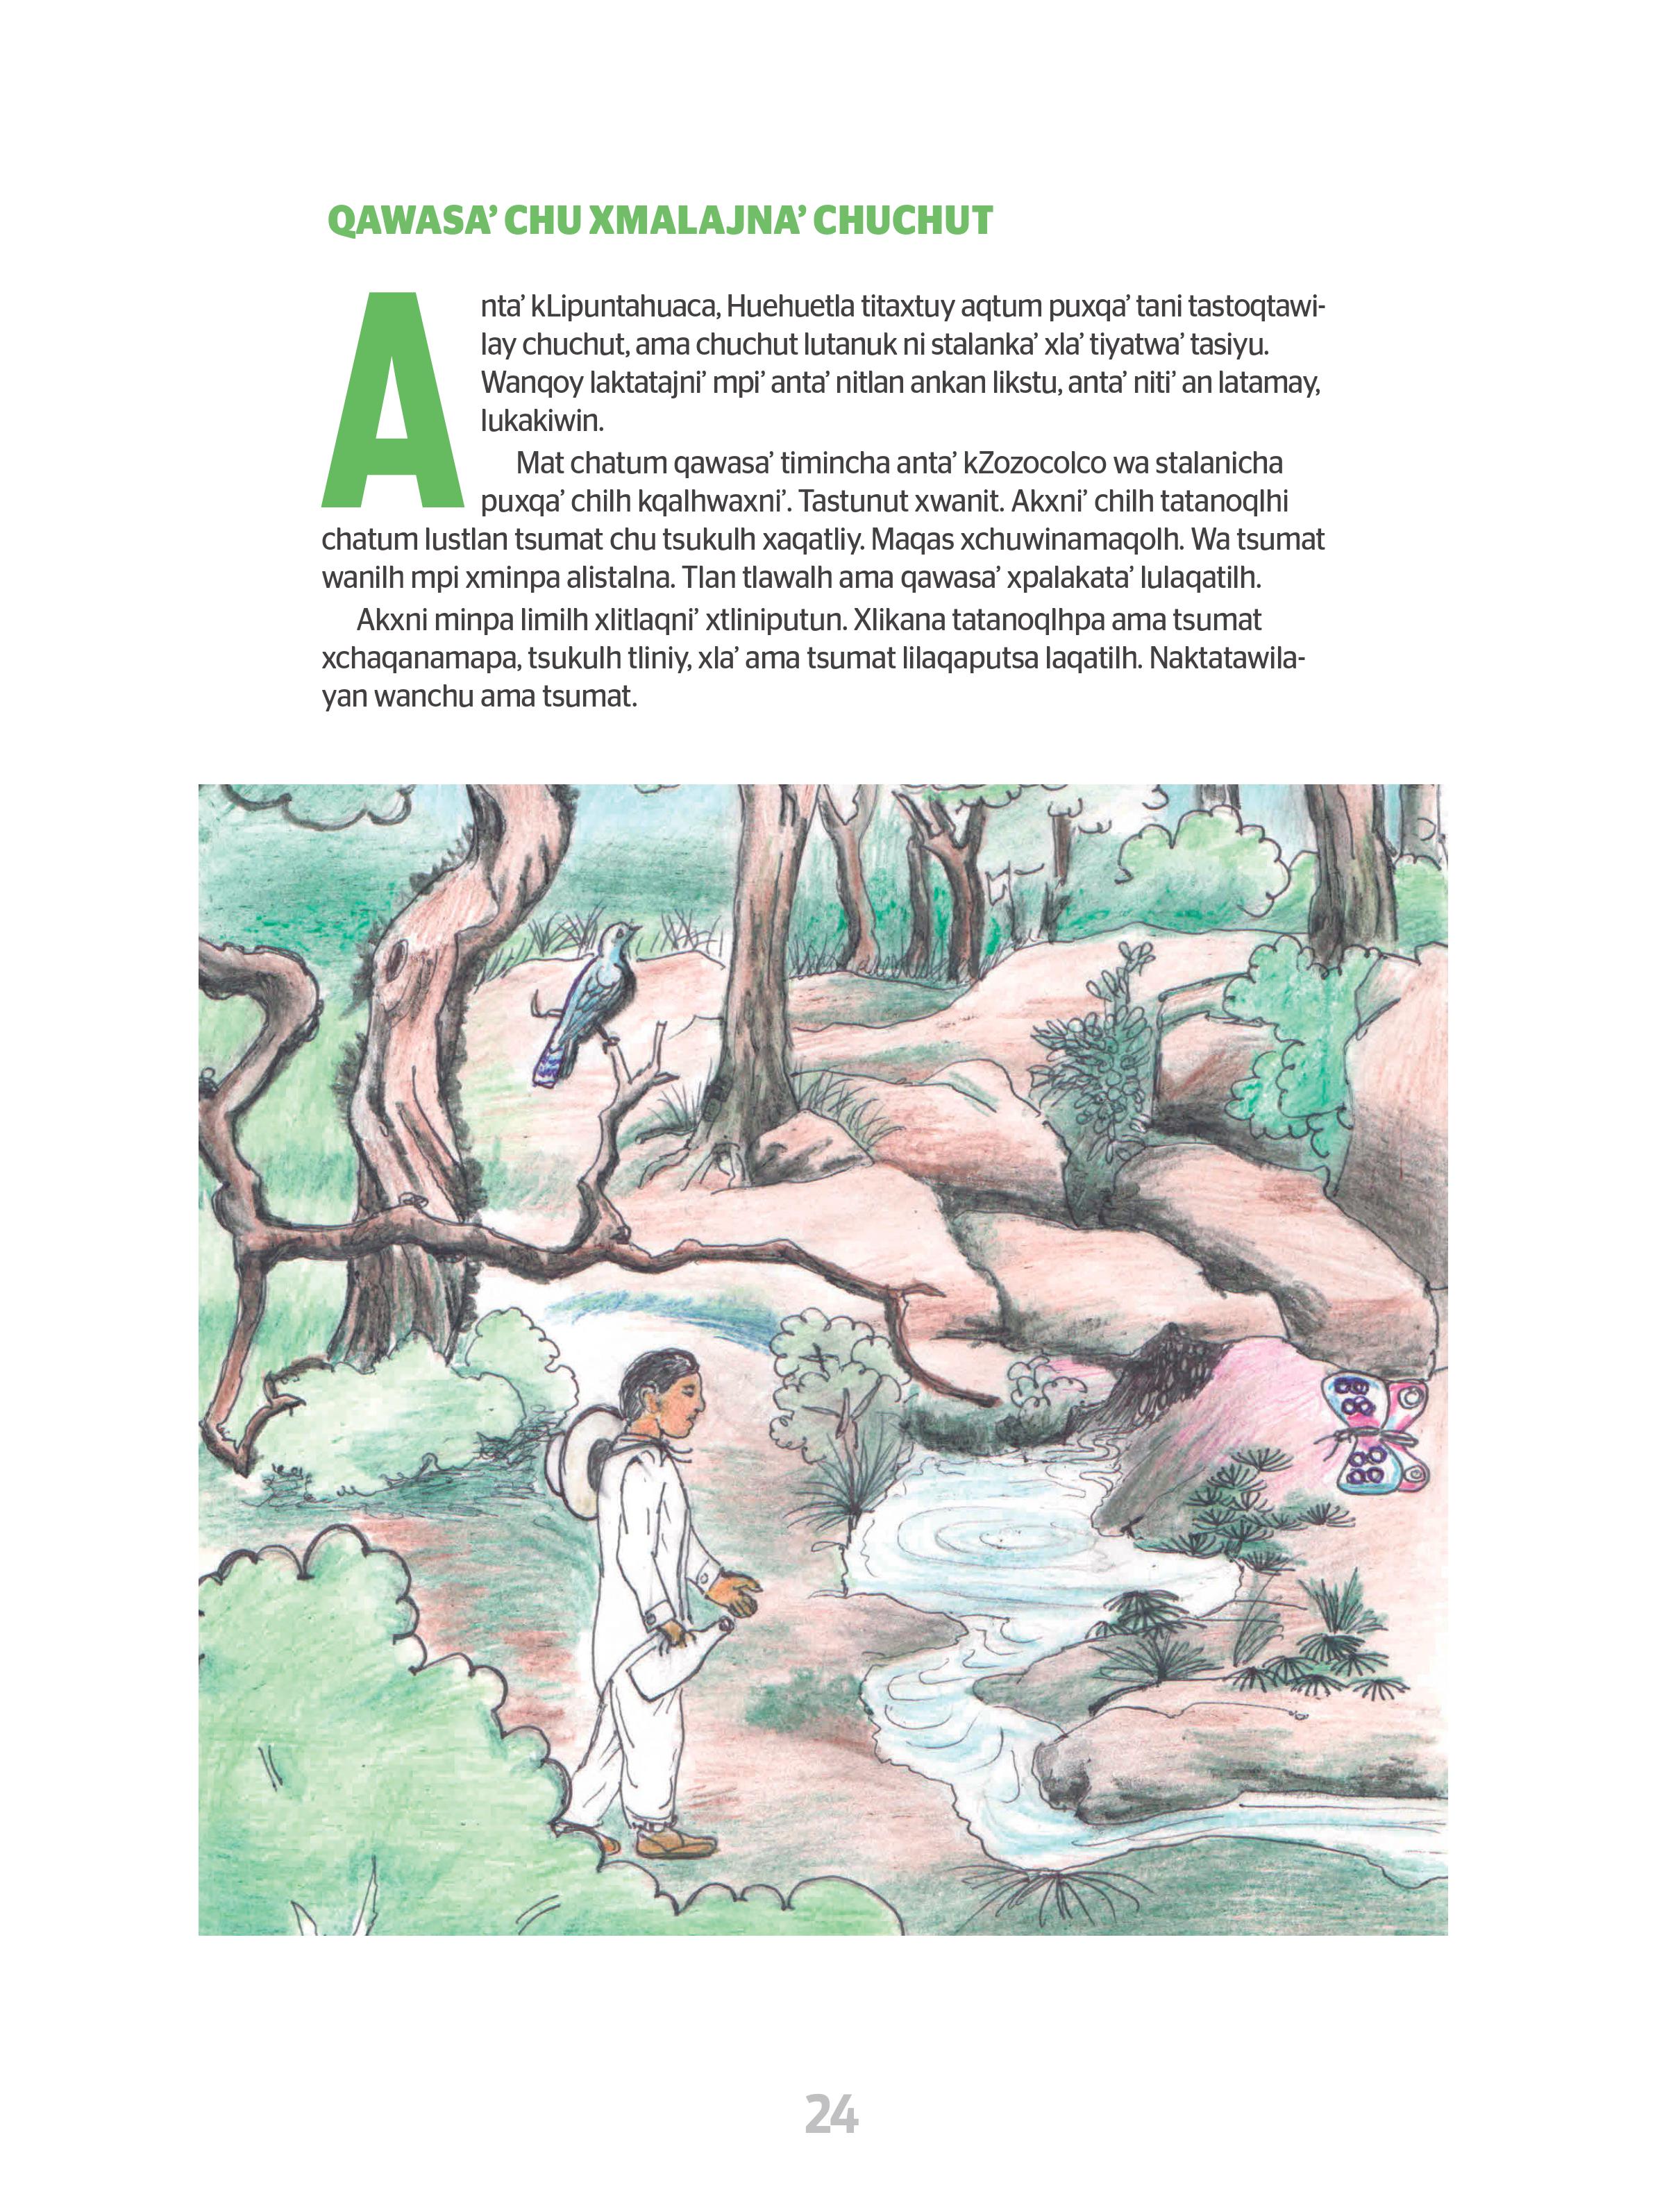 QAWASA’ CHU XMALAJNA’ CHUCHUT
Anta’ kLipuntahuaca, Huehuetla titaxtuy aqtum puxqa’ tani tastoqtawi-
lay chuchut, ama chuchut lutanuk ni stalanka’ xla’ tiyatwa’ tasiyu.
Wanqoy laktatajni’ mpi’ anta’ nitlan ankan likstu, anta’ niti’ an latamay,
lukakiwin.
Mat chatum qawasa’ timincha anta’ kZozocolco wa stalanicha
puxqa’ chilh kqalhwaxni’. Tastunut xwanit. Akxni’ chilh tatanoqlhi
chatum lustlan tsumat chu tsukulh xaqatliy. Maqas xchuwinamaqolh. Wa tsumat
wanilh mpi xminpa alistalna. Tlan tlawalh ama qawasa’ xpalakata’ lulaqatilh.
Akxni minpa limilh xlitlaqni’ xtliniputun. Xlikana tatanoqlhpa ama tsumat
xchaqanamapa, tsukulh tliniy, xla’ ama tsumat lilaqaputsa laqatilh. Naktatawila-
yan wanchu ama tsumat.
24